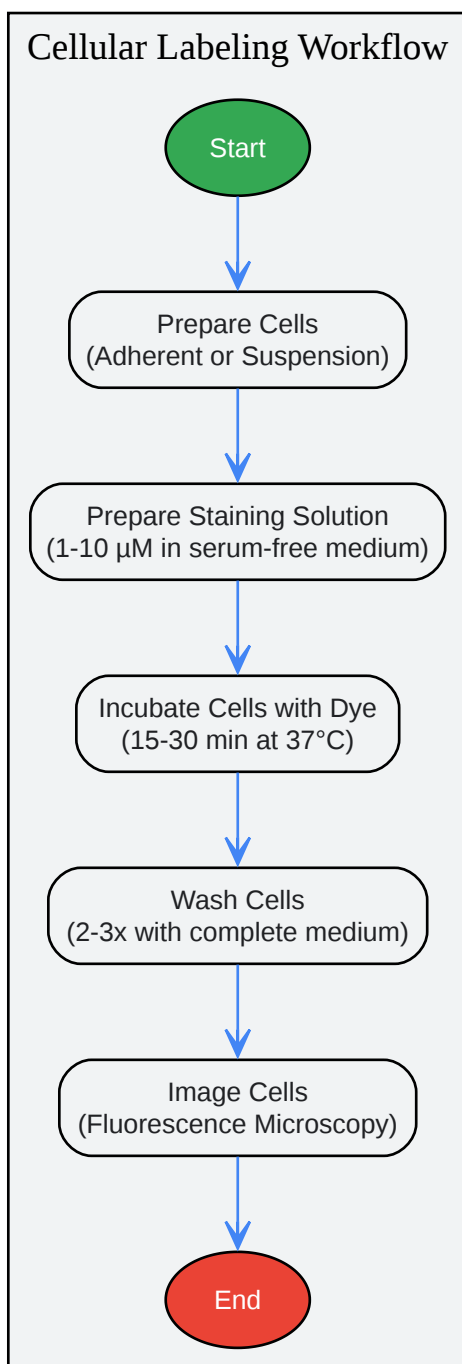 Cellular Labeling Workflow
Start
Prepare Cells
(Adherent or Suspension)
Prepare Staining Solution
(1-10 µM in serum-free medium)
Incubate Cells with Dye
(15-30 min at 37°C)
Wash Cells
(2-3x with complete medium)
Image Cells
(Fluorescence Microscopy)
End